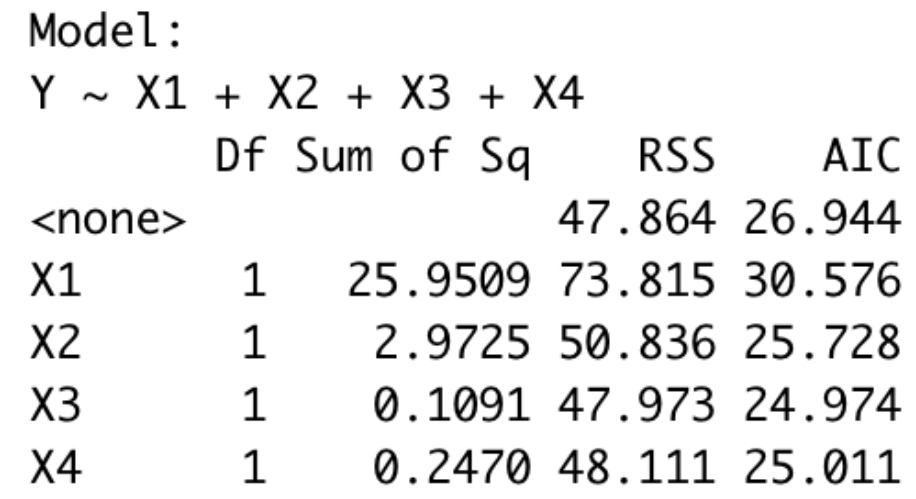 Model:
Y ~ X1 + X2 + X3 + X4
Df Sum of Sq RSS AIC
<none> 47.864 26.944
X1 1 25.9509 73.815 30.576
X2 1 2.9725 50.836 25.728
X3 1 0.1091 47.973 24.974
X4 1 0.2470 48.111 25.011